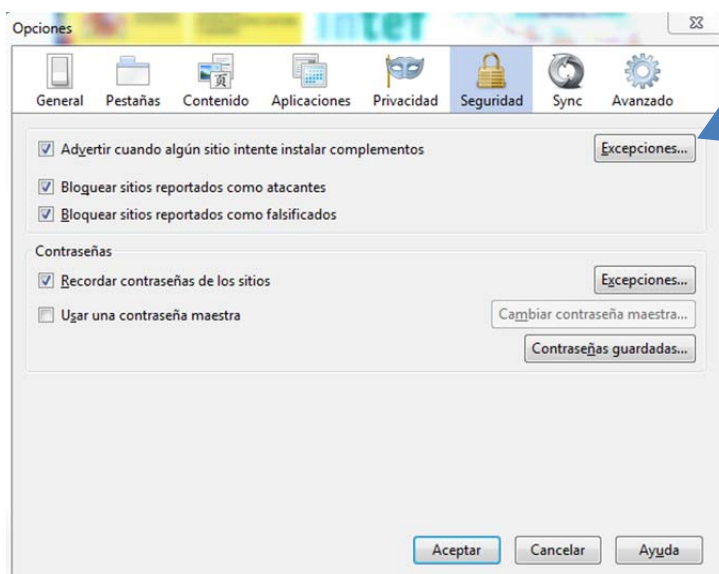 Opciones
intef
General Pestañas Contenido Aplicaciones Privacidad Seguridad Sync Avanzado
Advertir cuando algún sitio intente instalar complementos Excepciones...
Bloquear sitios reportados como atacantes
Bloquear sitios reportados como falsificados
Contraseñas
Recordar contraseñas de los sitios Excepciones...
Usar una contraseña maestra Cambiar contraseña maestra...
Contraseñas guardadas...
Aceptar Cancelar Ayuda